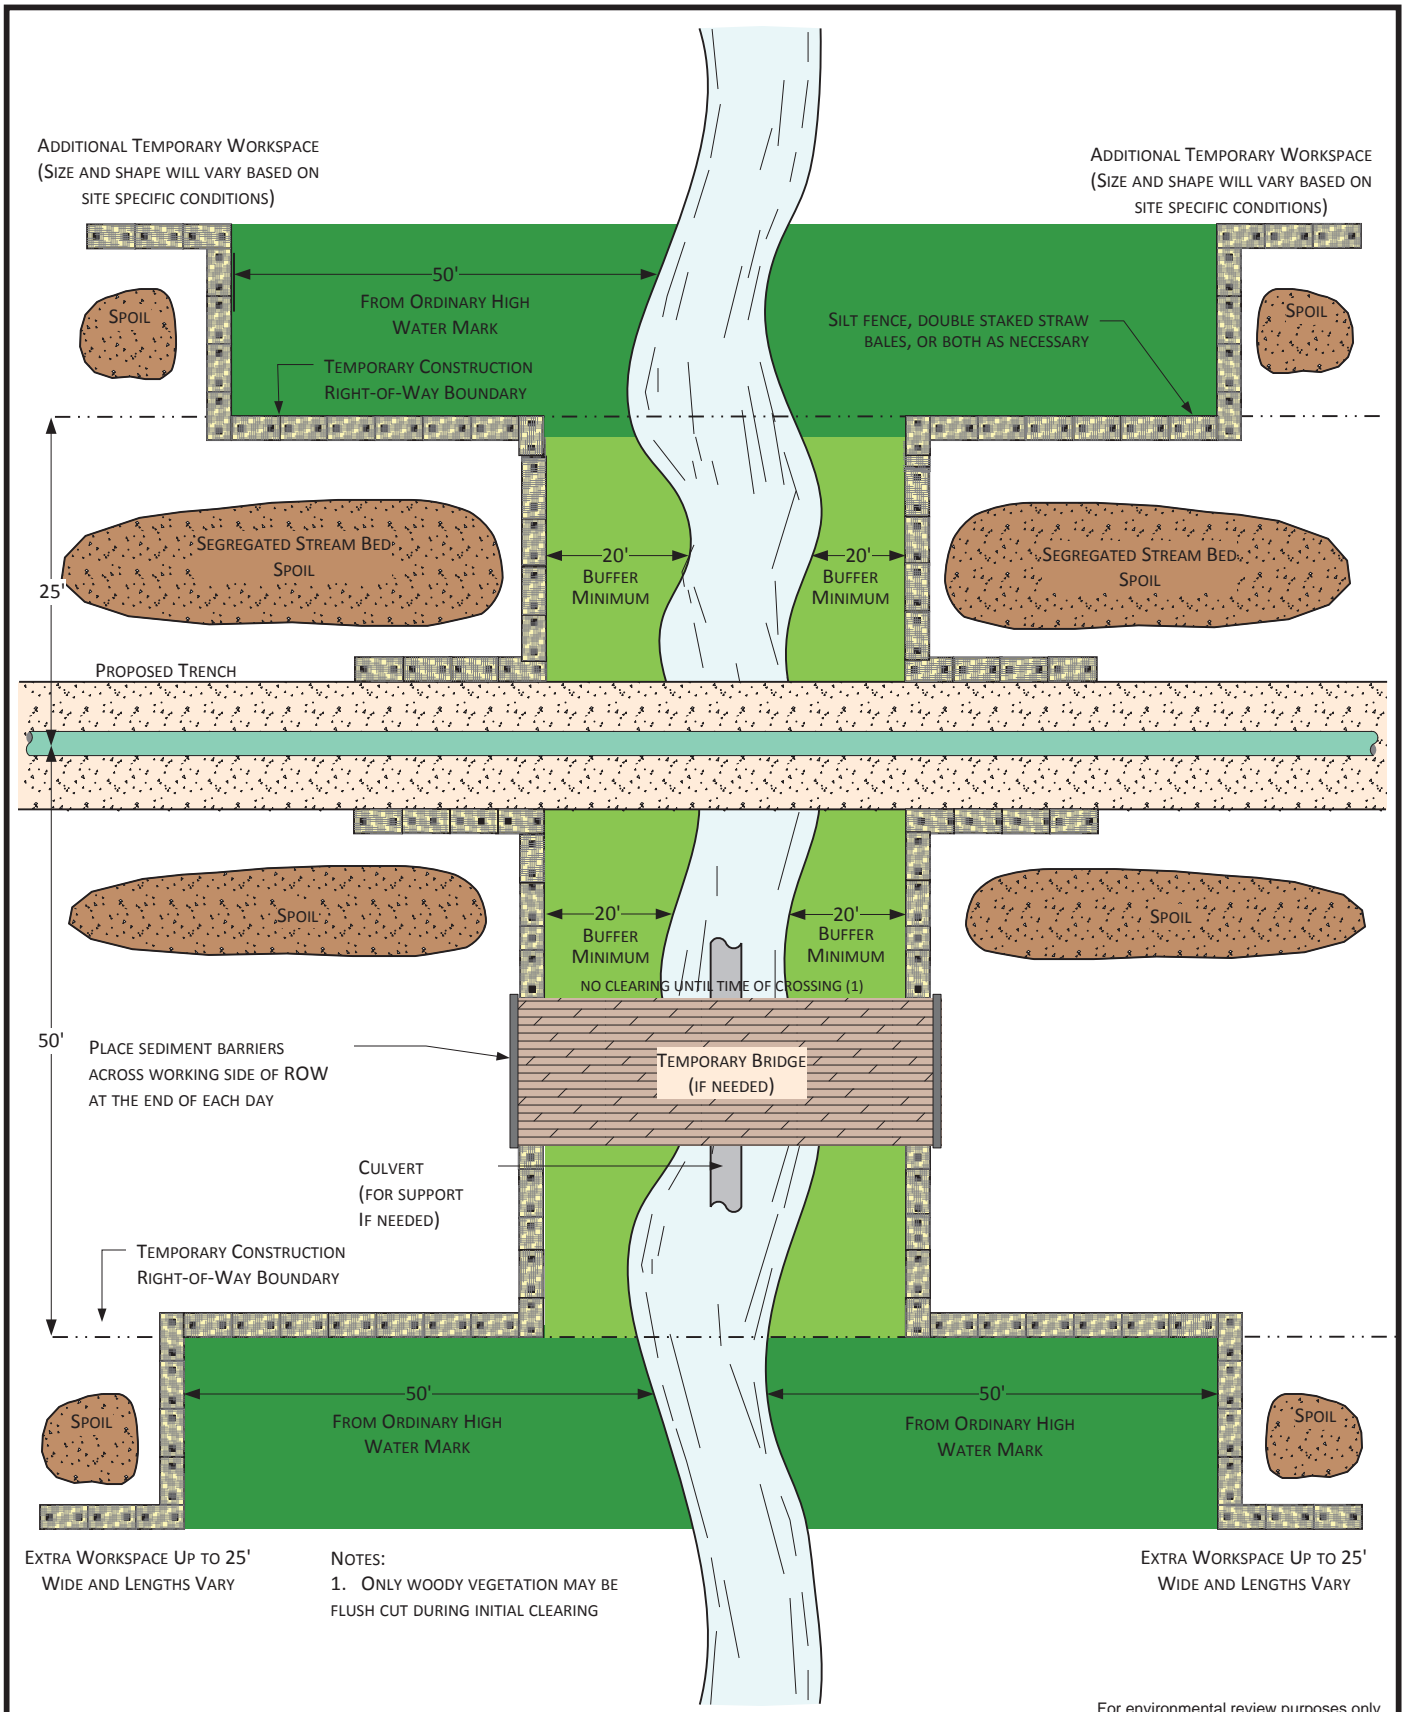 ADDITIONAL TEMPORARY WORKSPACE
(SIZE AND SHAPE WILL VARY BASED ON
SITE SPECIFIC CONDITIONS)
ADDITIONAL TEMPORARY WORKSPACE
(SIZE AND SHAPE WILL VARY BASED ON
SITE SPECIFIC CONDITIONS)
50'
FROM ORDINARY HIGH
WATER MARK
SPOIL
SPOIL
SILT FENCE, DOUBLE STAKED STRAW
BALES, OR BOTH AS NECESSARY
TEMPORARY CONSTRUCTION
RIGHT-OF-WAY BOUNDARY
SEGREGATED STREAM BED
SPOIL
20'
BUFFER
MINIMUM
20'
BUFFER
MINIMUM
SEGREGATED STREAM BED
SPOIL
25'
PROPOSED TRENCH
SPOIL
20'
BUFFER
MINIMUM
20'
BUFFER
MINIMUM
SPOIL
NO CLEARING UNTIL TIME OF CROSSING (1)
50'
PLACE SEDIMENT BARRIERS
ACROSS WORKING SIDE OF ROW
AT THE END OF EACH DAY
TEMPORARY BRIDGE
(IF NEEDED)
CULVERT
(FOR SUPPORT
IF NEEDED)
TEMPORARY CONSTRUCTION
RIGHT-OF-WAY BOUNDARY
50'
FROM ORDINARY HIGH
WATER MARK
50'
FROM ORDINARY HIGH
WATER MARK
SPOIL
SPOIL
EXTRA WORKSPACE UP TO 25'
WIDE AND LENGTHS VARY
NOTES:
1. ONLY WOODY VEGETATION MAY BE
FLUSH CUT DURING INITIAL CLEARING
EXTRA WORKSPACE UP TO 25'
WIDE AND LENGTHS VARY
For environmental review purposes only